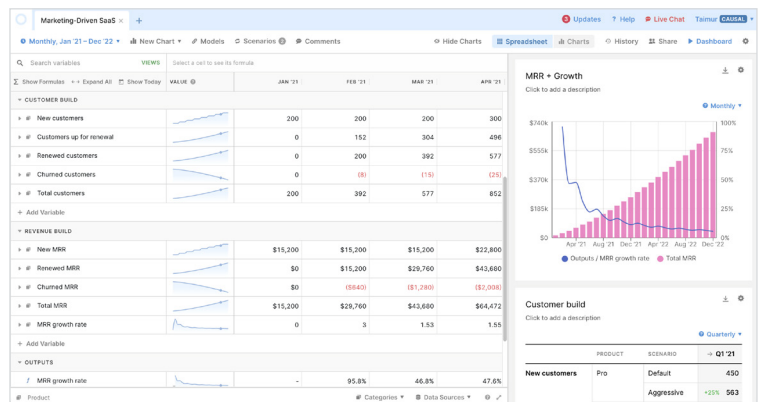 Marketing-Driven SaaS × +
3 Updates ? Help Live Chat Taimur CAUSAL
Monthly, Jan '21 – Dec '22 New Chart Models Scenarios 2 Comments Hide Charts Spreadsheet Charts History Share Dashboard
Search variables VIEWS Select a cell to see its formula
Show Formulas Expand All Show Today VALUE JAN '21 FEB '21 MAR '21 APR '21
CUSTOMER BUILD
New customers 200 200 200 300
Customers up for renewal 0 152 304 496
Renewed customers 0 200 392 577
Churned customers 0 (8) (16) (25)
Total customers 200 392 577 852
+ Add Variable
REVENUE BUILD
New MRR $15,200 $15,200 $15,200 $22,800
Renewed MRR $0 $15,200 $29,760 $43,680
Churned MRR $0 ($640) ($1,280) ($2,008)
Total MRR $15,200 $29,760 $43,680 $64,472
MRR growth rate 0 3 1.53 1.55
+ Add Variable
OUTPUTS
f MRR growth rate - 95.8% 46.8% 47.6%
Product Categories Data Sources
MRR + Growth
Click to add a description
Monthly
$740k 100%
$555k 75%
$370k 50%
$185k 25%
$0 0%
Apr '21 Aug '21 Dec '21 Apr '22 Aug '22 Dec '22
Outputs / MRR growth rate Total MRR
Customer build
Click to add a description
Quarterly
PRODUCT SCENARIO → Q1 '21
New customers Pro Default 450
Aggressive +25% 563